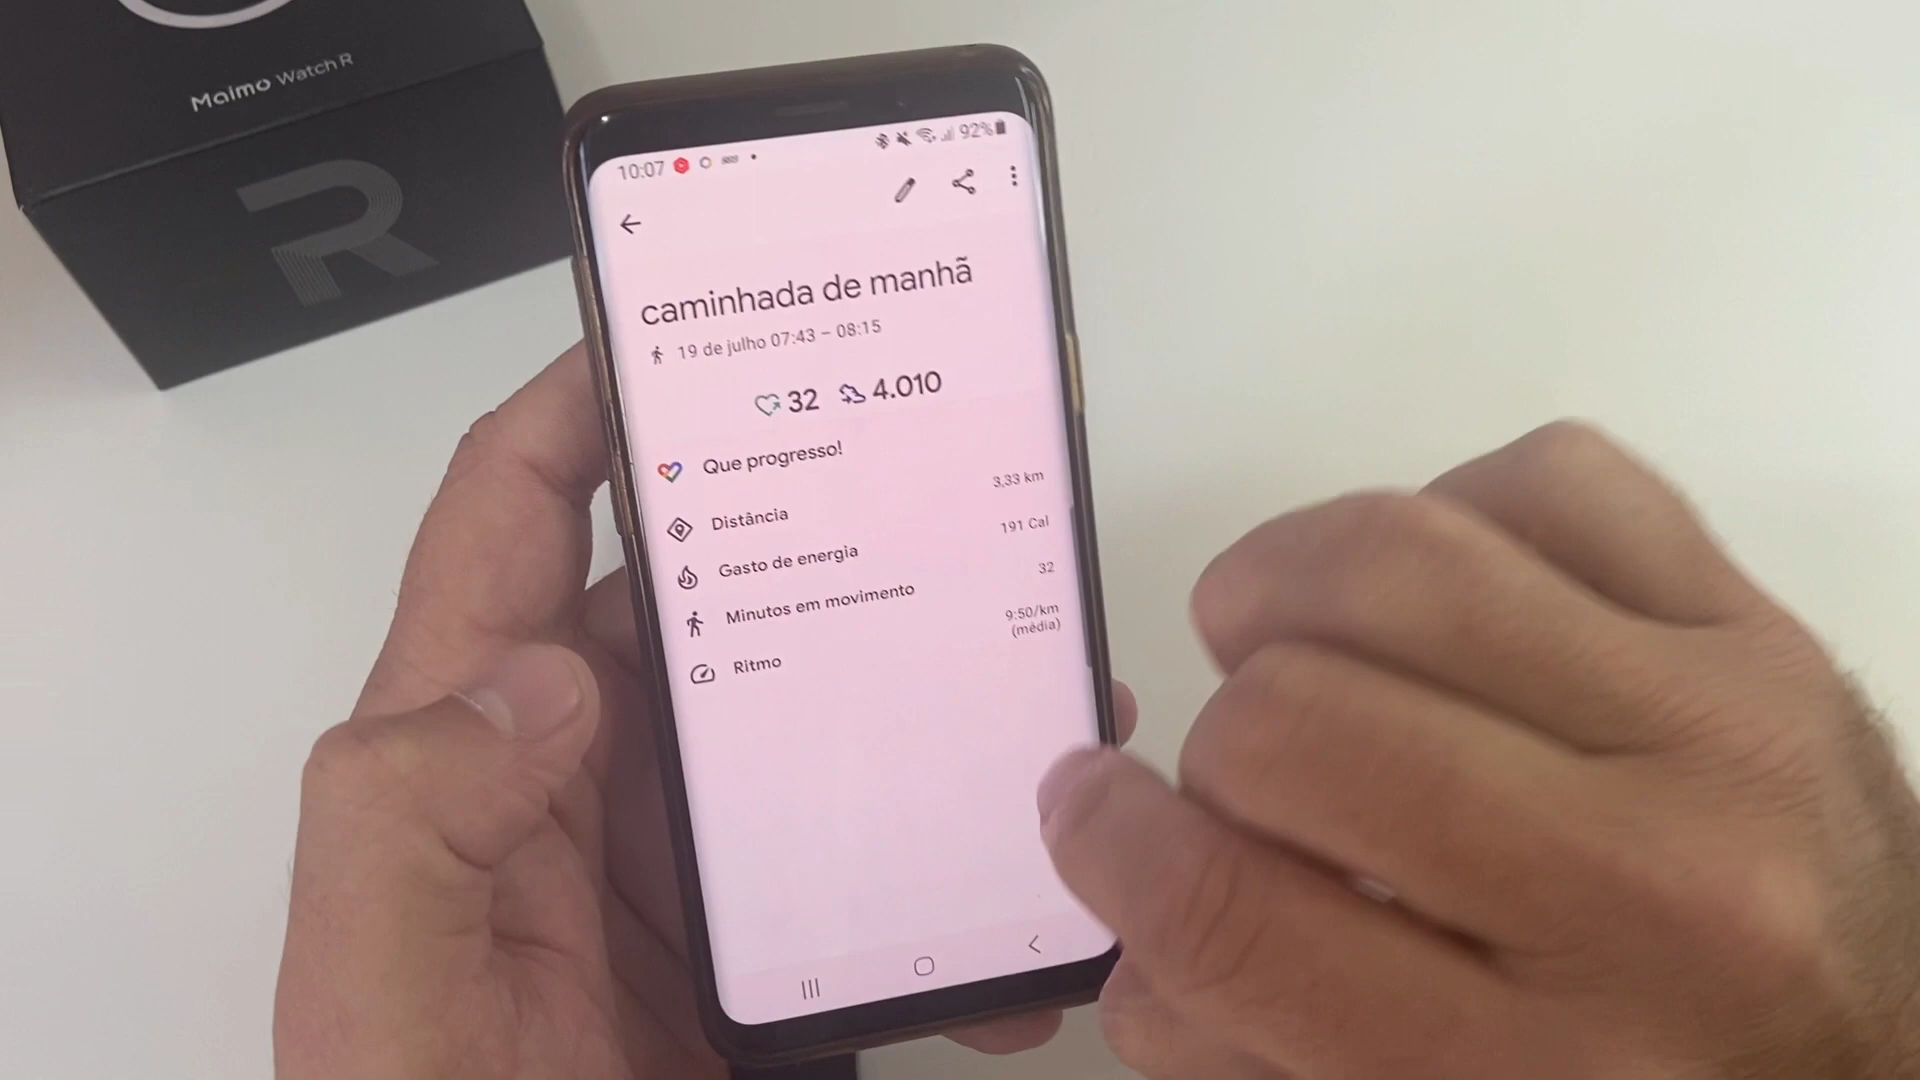 Maimo Watch R
R
10:07
92%
caminhada de manhã
19 de julho 07:43 – 08:15
32 4.010
Que progresso!
Distância 3,33 km
Gasto de energia 191 Cal
Minutos em movimento 32
Ritmo 9:50/km
(média)